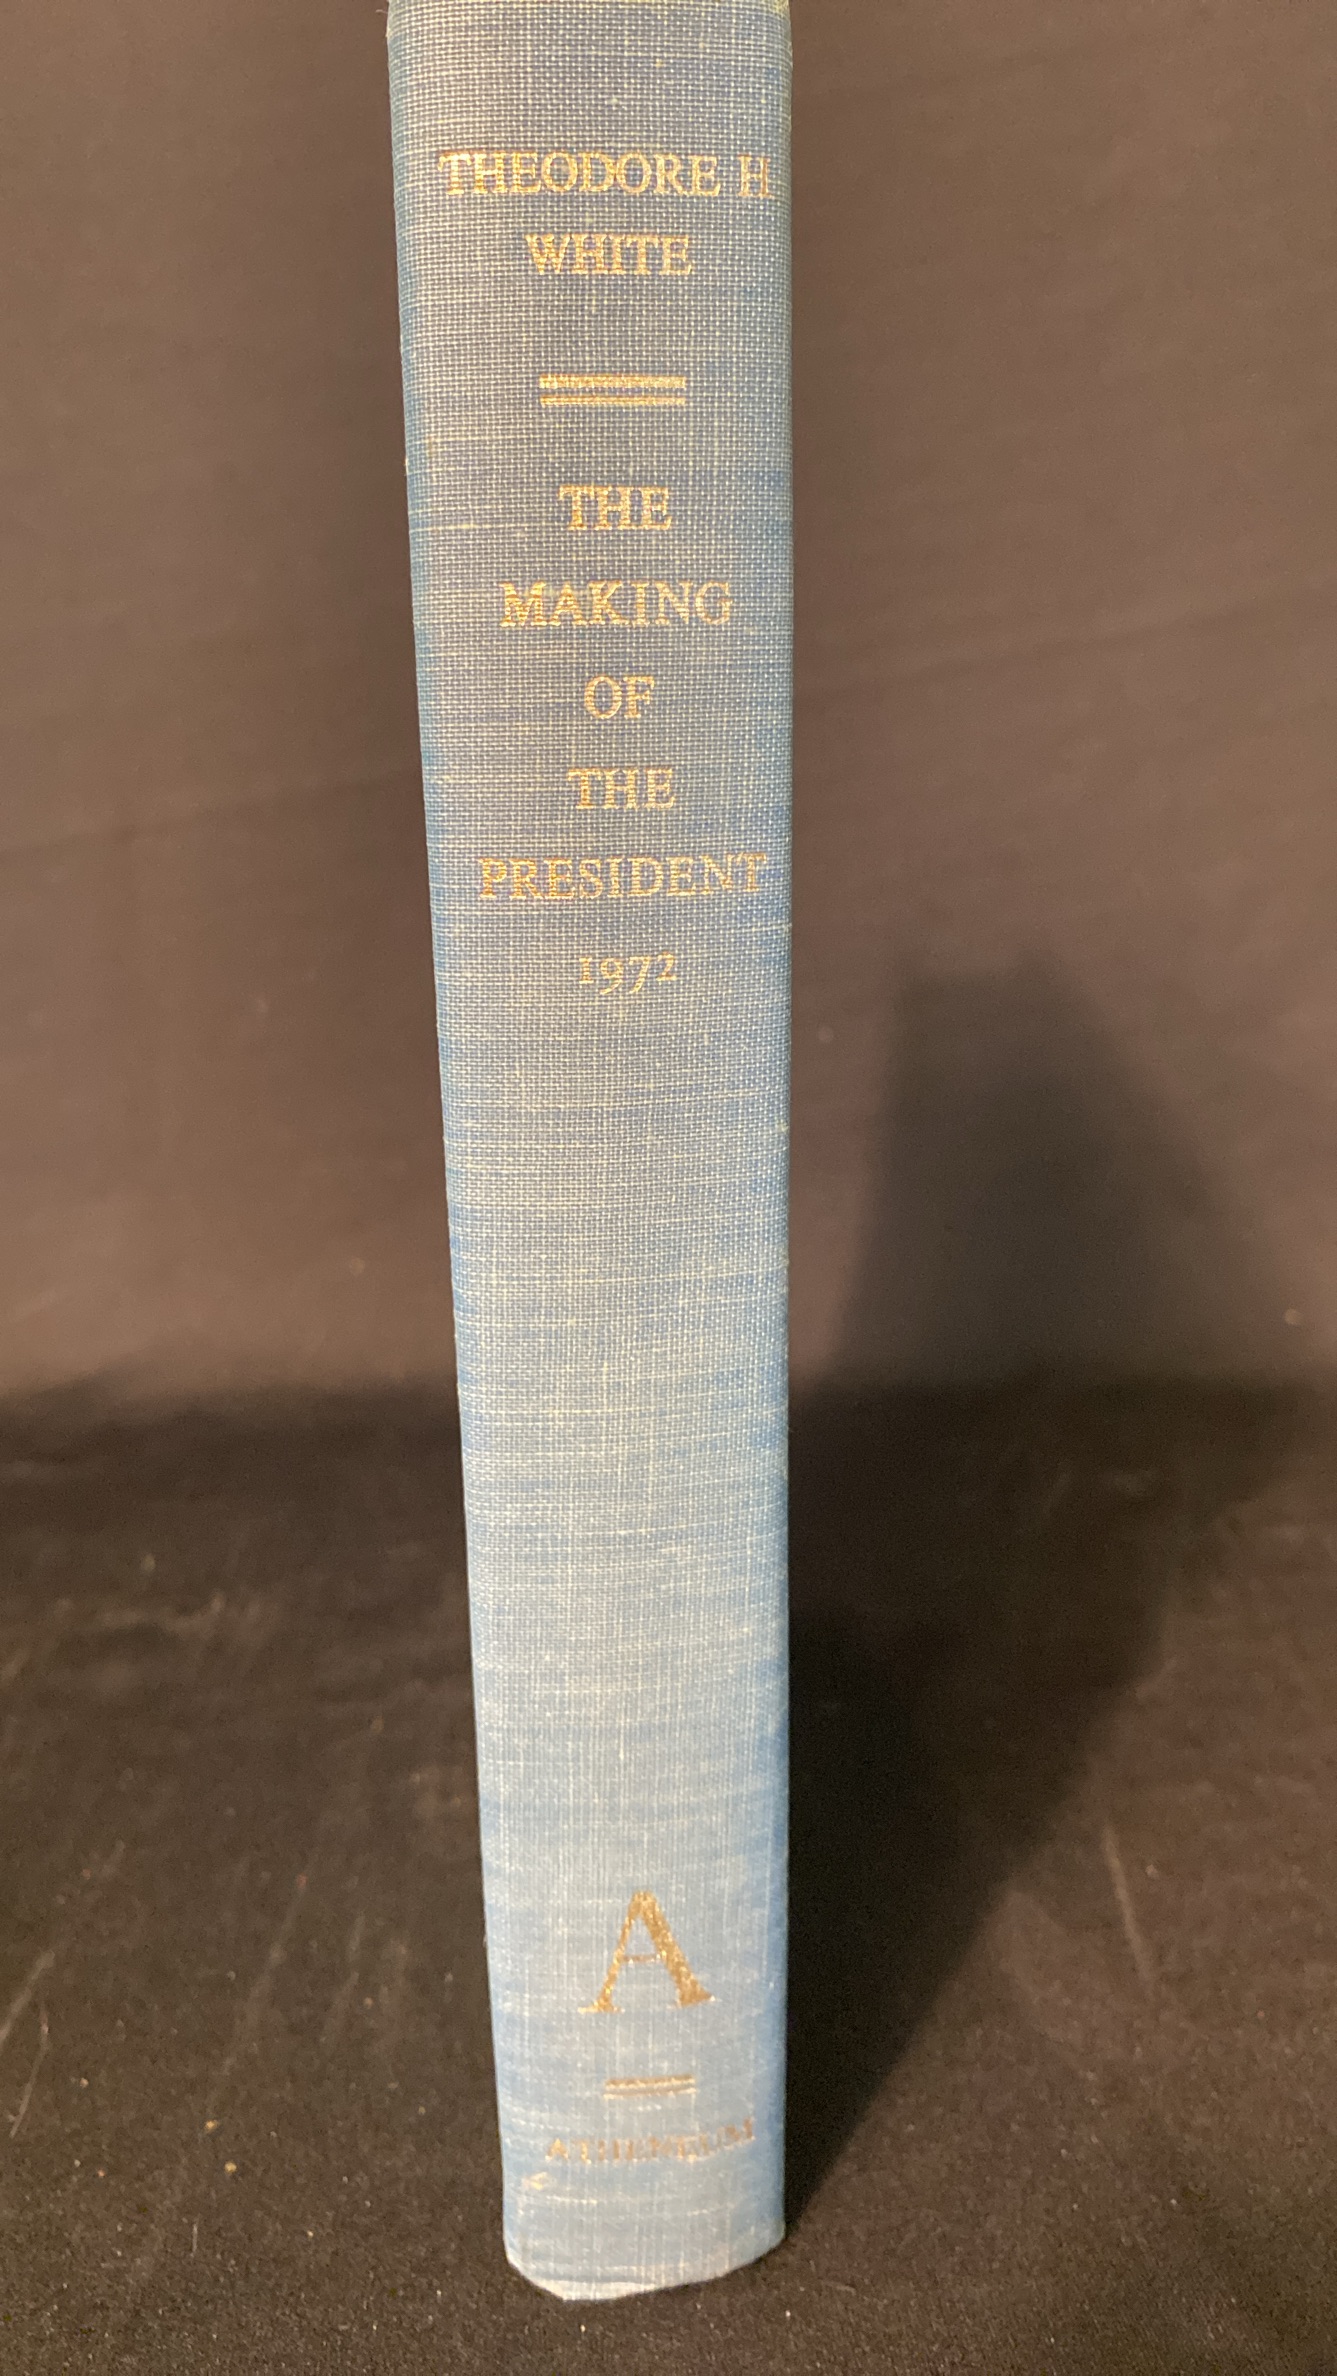 THEODORE H
WHITE
THE
MAKING
OF
THE
PRESIDENT
1972
A
ATHENEUM